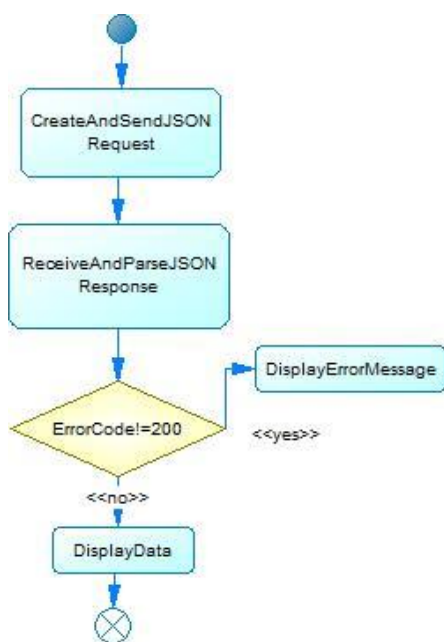 CreateAndSendJSON
Request
ReceiveAndParseJSON
Response
DisplayErrorMessage
ErrorCode!=200
<<yes>>
<<no>>
DisplayData